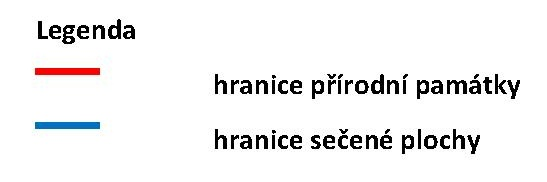 Legenda
hranice přírodní památky
hranice sečené plochy